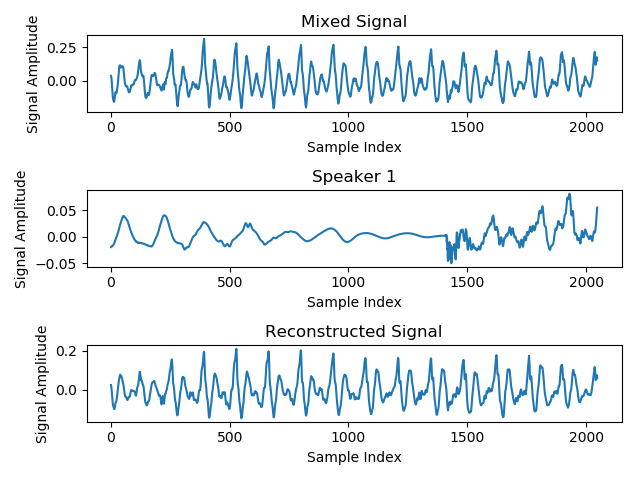 Mixed Signal
Signal Amplitude
0.25
0.00
0 500 1000 1500 2000
Sample Index
Speaker 1
Signal Amplitude
0.05
0.00
−0.05
0 500 1000 1500 2000
Sample Index
Reconstructed Signal
Signal Amplitude
0.2
0.0
0 500 1000 1500 2000
Sample Index